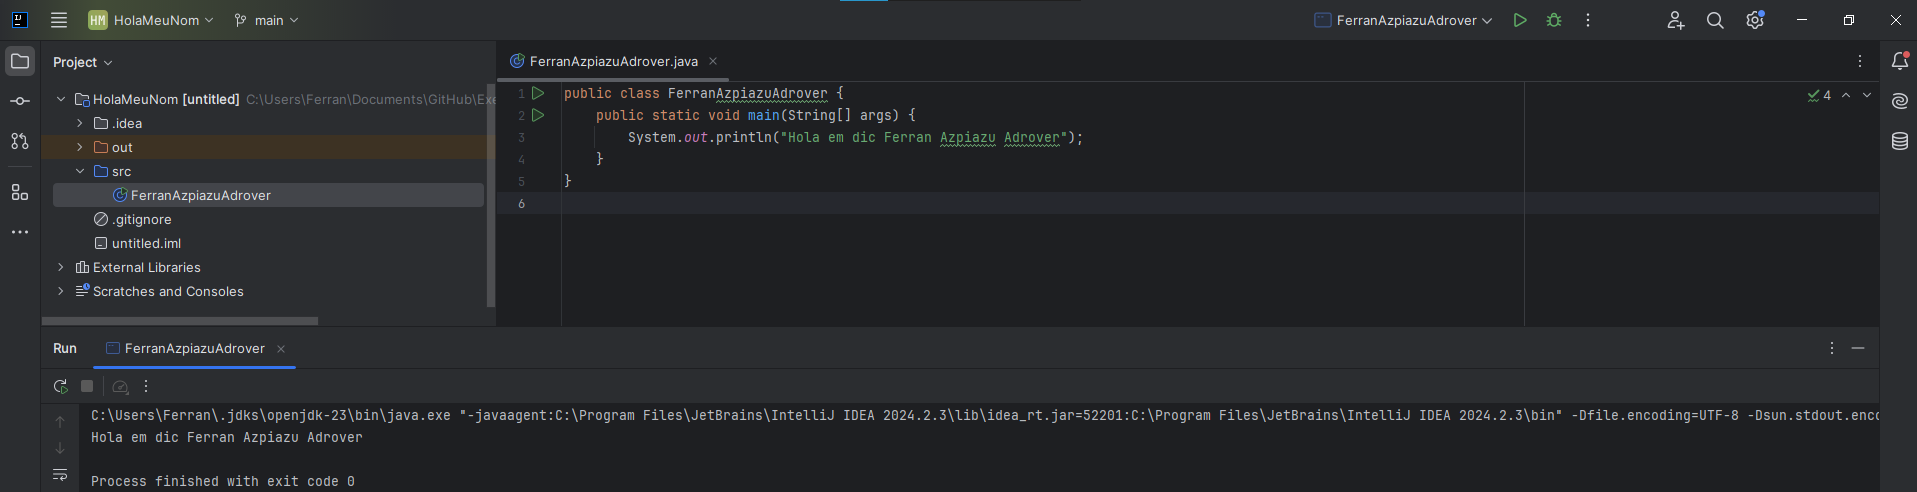 HM HolaMeuNom main FerranAzpiazuAdrover
Project
HolaMeuNom [untitled] C:\Users\Ferran\Documents\GitHub\Exe
.idea
out
src
FerranAzpiazuAdrover
.gitignore
untitled.iml
External Libraries
Scratches and Consoles
FerranAzpiazuAdrover.java
1 public class FerranAzpiazuAdrover {
2 public static void main(String[] args) {
3 System.out.println("Hola em dic Ferran Azpiazu Adrover");
4 }
5 }
6
4
Run FerranAzpiazuAdrover
C:\Users\Ferran\.jdks\openjdk-23\bin\java.exe "-javaagent:C:\Program Files\JetBrains\IntelliJ IDEA 2024.2.3\lib\idea_rt.jar=52201:C:\Program Files\JetBrains\IntelliJ IDEA 2024.2.3\bin" -Dfile.encoding=UTF-8 -Dsun.stdout.enco
Hola em dic Ferran Azpiazu Adrover
Process finished with exit code 0